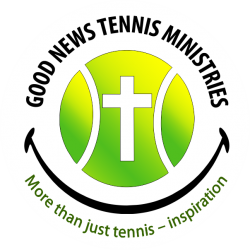 GOOD NEWS TENNIS MINISTRIES
More than just tennis – inspiration